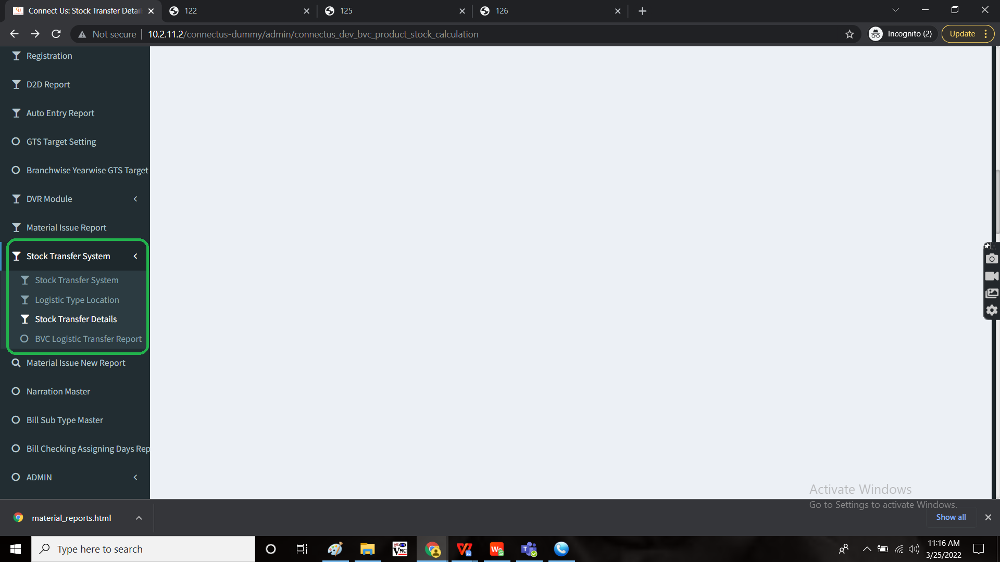 Connect Us: Stock Transfer Detail
122
125
126
Not secure
10.2.11.2/connectus-dummy/admin/connectus_dev_bvc_product_stock_calculation
Incognito (2)
Update
Registration
D2D Report
Auto Entry Report
GTS Target Setting
Branchwise Yearwise GTS Target
DVR Module
Material Issue Report
Stock Transfer System
Stock Transfer System
Logistic Type Location
Stock Transfer Details
BVC Logistic Transfer Report
Material Issue New Report
Narration Master
Bill Sub Type Master
Bill Checking Assigning Days Rep
ADMIN
Activate Windows
Go to Settings to activate Windows.
material_reports.html
Show all
Type here to search
11:16 AM
3/25/2022